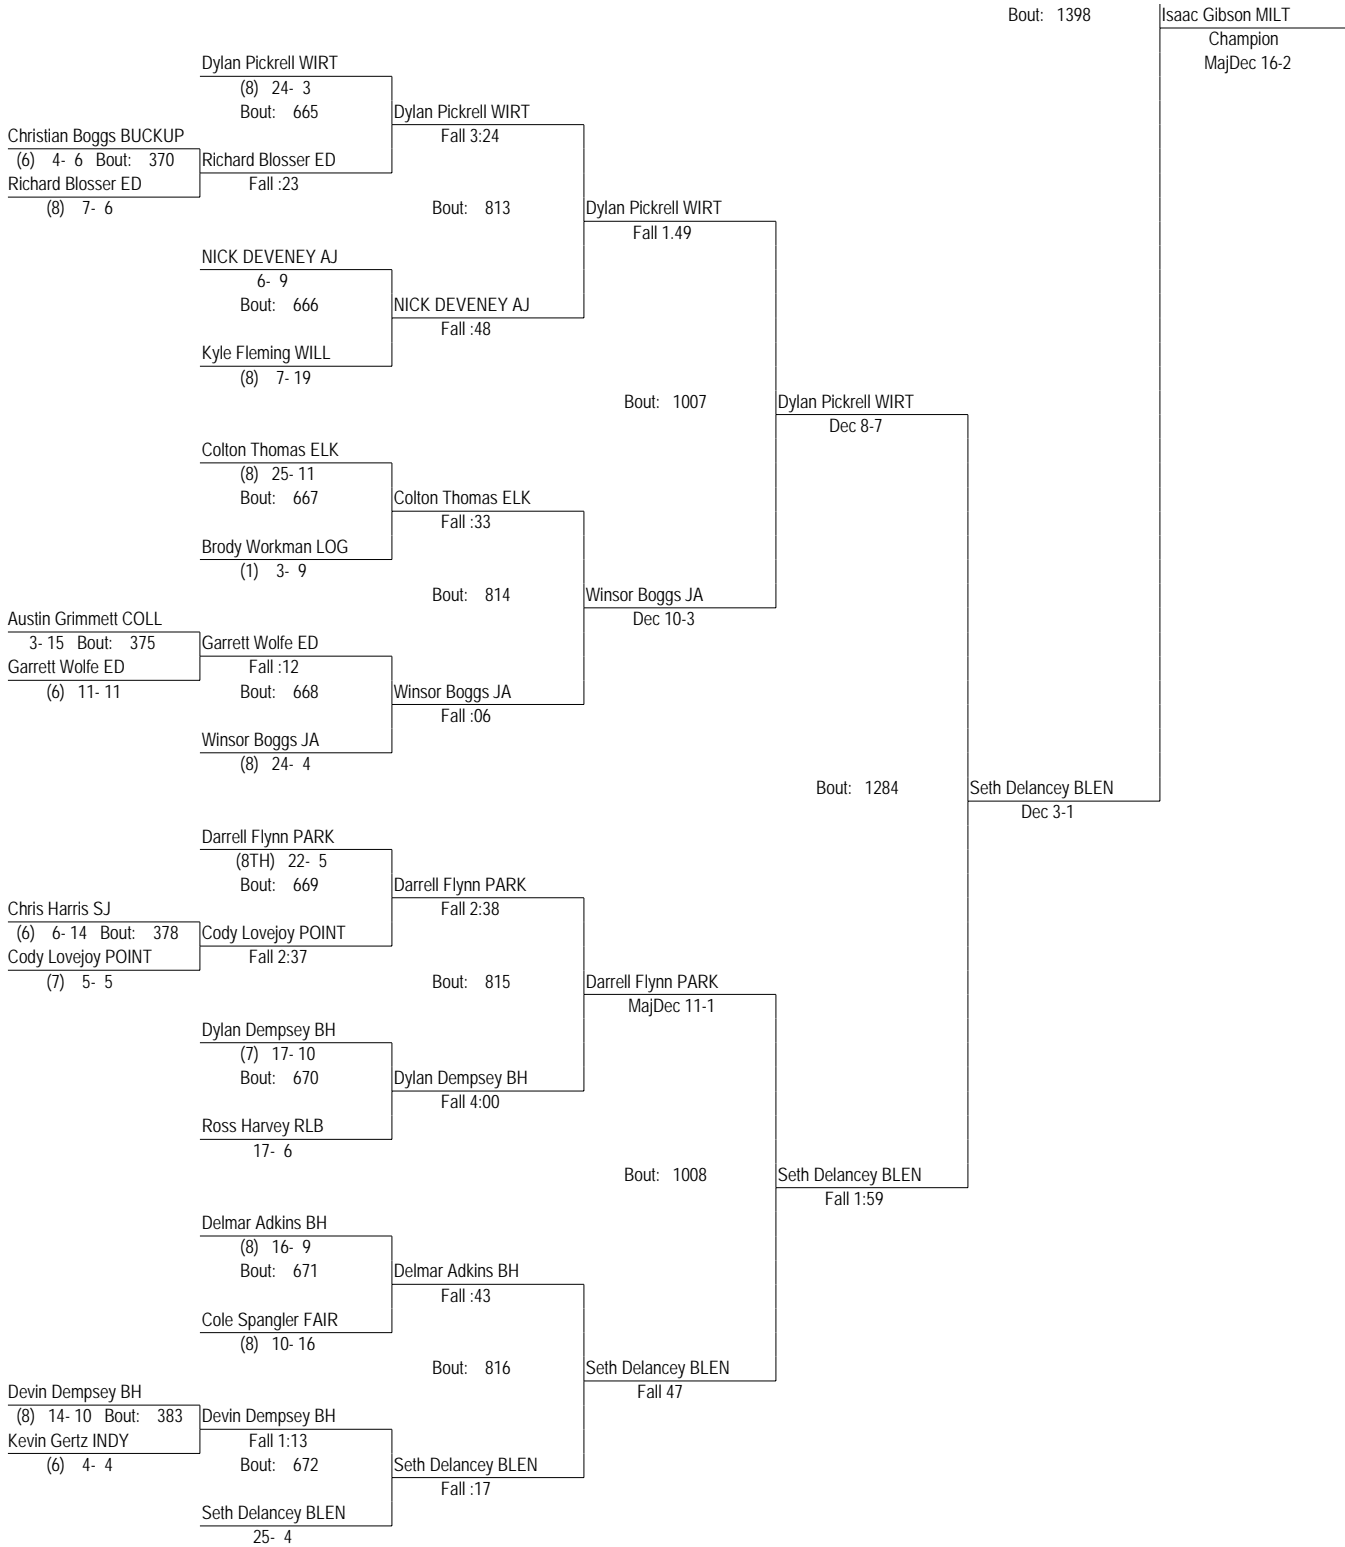 Bout: 1398 Isaac Gibson MILT
Champion
Dylan Pickrell WIRT MajDec 16-2
(8) 24- 3
Bout: 665 Dylan Pickrell WIRT
Christian Boggs BUCKUP Fall 3:24
(6) 4- 6 Bout: 370 Richard Blosser ED
Richard Blosser ED Fall :23
(8) 7- 6 Bout: 813 Dylan Pickrell WIRT
Fall 1.49
NICK DEVENEY AJ
6- 9
Bout: 666 NICK DEVENEY AJ
Fall :48
Kyle Fleming WILL
(8) 7- 19
Bout: 1007 Dylan Pickrell WIRT
Dec 8-7
Colton Thomas ELK
(8) 25- 11
Bout: 667 Colton Thomas ELK
Fall :33
Brody Workman LOG
(1) 3- 9
Bout: 814 Winsor Boggs JA
Austin Grimmett COLL Dec 10-3
3- 15 Bout: 375 Garrett Wolfe ED
Garrett Wolfe ED Fall :12
(6) 11- 11 Bout: 668 Winsor Boggs JA
Fall :06
Winsor Boggs JA
(8) 24- 4
Bout: 1284 Seth Delancey BLEN
Dec 3-1
Darrell Flynn PARK
(8TH) 22- 5
Bout: 669 Darrell Flynn PARK
Chris Harris SJ Fall 2:38
(6) 6- 14 Bout: 378 Cody Lovejoy POINT
Cody Lovejoy POINT Fall 2:37
(7) 5- 5 Bout: 815 Darrell Flynn PARK
MajDec 11-1
Dylan Dempsey BH
(7) 17- 10
Bout: 670 Dylan Dempsey BH
Fall 4:00
Ross Harvey RLB
17- 6
Bout: 1008 Seth Delancey BLEN
Fall 1:59
Delmar Adkins BH
(8) 16- 9
Bout: 671 Delmar Adkins BH
Fall :43
Cole Spangler FAIR
(8) 10- 16
Bout: 816 Seth Delancey BLEN
Devin Dempsey BH Fall 47
(8) 14- 10 Bout: 383 Devin Dempsey BH
Kevin Gertz INDY Fall 1:13
(6) 4- 4 Bout: 672 Seth Delancey BLEN
Fall :17
Seth Delancey BLEN
25- 4